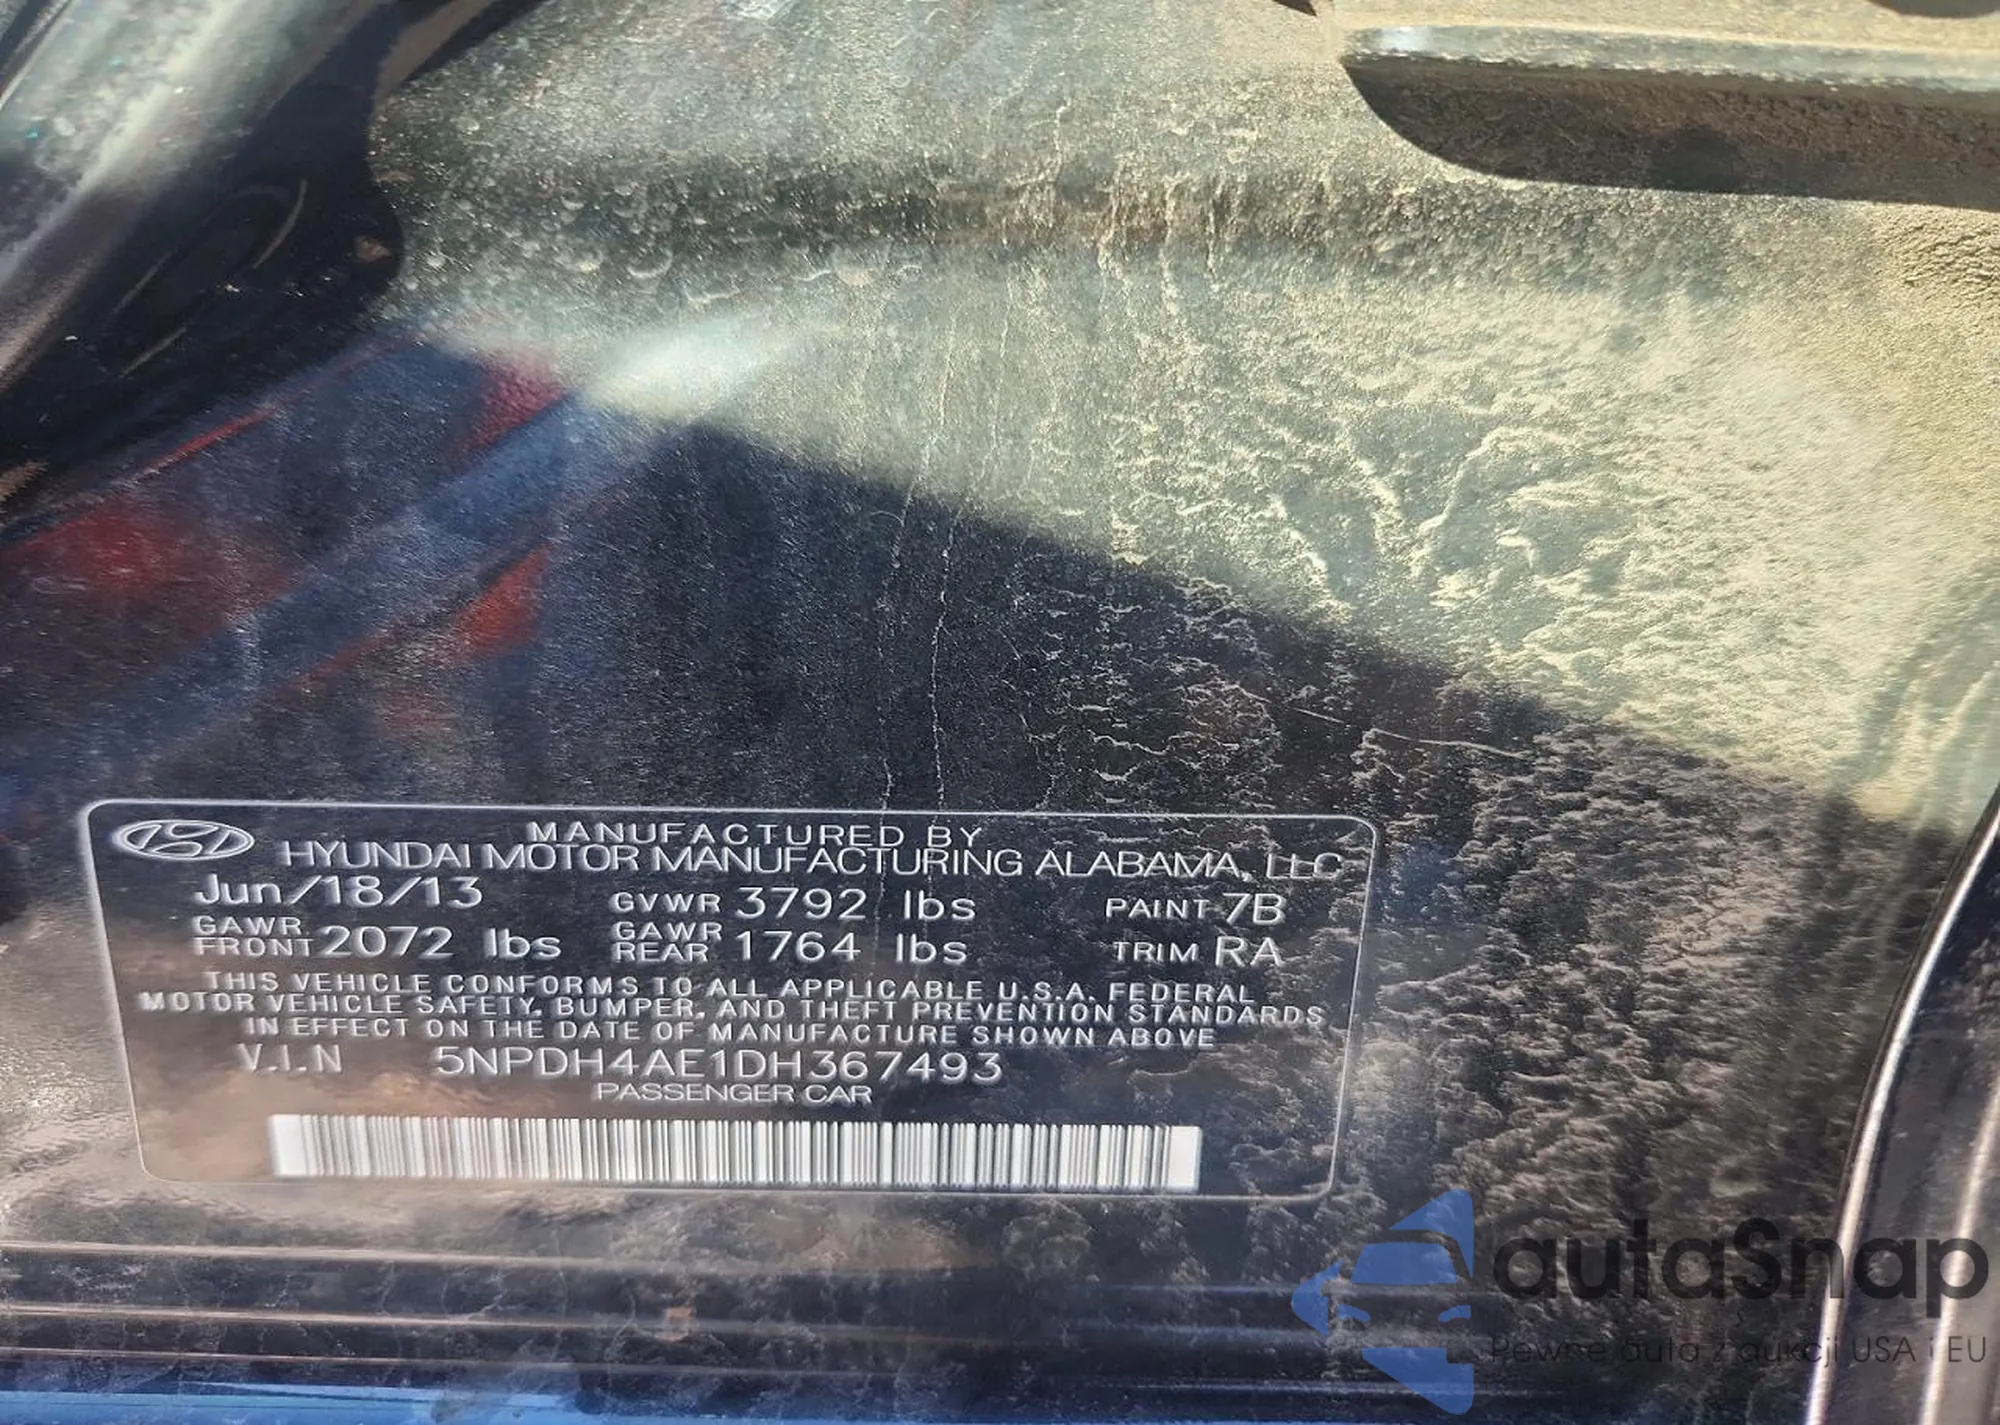 MANUFACTURED BY
HYUNDAI MOTOR MANUFACTURING ALABAMA, LLC
Jun/18/13 GVWR 3792 lbs PAINT 7B
GAWR FRONT 2072 lbs GAWR REAR 1764 lbs TRIM RA
THIS VEHICLE CONFORMS TO ALL APPLICABLE U.S.A. FEDERAL
MOTOR VEHICLE SAFETY, BUMPER, AND THEFT PREVENTION STANDARDS
IN EFFECT ON THE DATE OF MANUFACTURE SHOWN ABOVE
V.I.N 5NPDH4AE1DH367493
PASSENGER CAR
autaSnap
Pewne auta z aukcji USA i EU